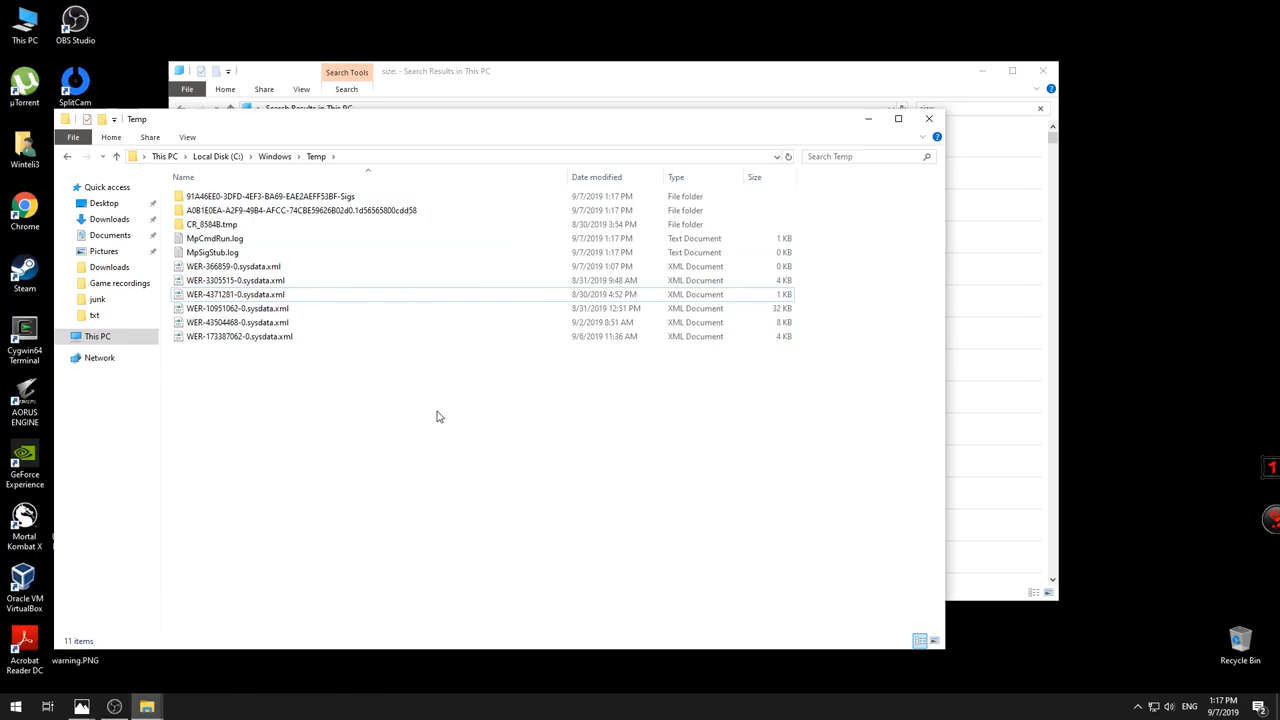 This PC
OBS Studio
µTorrent
SplitCam
Winteli3
Chrome
Steam
Cygwin64
Terminal
AORUS
ENGINE
GeForce
Experience
Mortal
Kombat X
Oracle VM
VirtualBox
Acrobat
Reader DC
warning.PNG
Recycle Bin
Search Tools
size: - Search Results in This PC
File
Home
Share
View
Search
Search Results in This PC
size:
Temp
File
Home
Share
View
This PC
Local Disk (C:)
Windows
Temp
Search Temp
Quick access
Desktop
Downloads
Documents
Pictures
Downloads
Game recordings
junk
txt
This PC
Network
Name Date modified Type Size
91A46EE0-3DFD-4EF3-BA69-EAE2AEFF53BF-Sigs 9/7/2019 1:17 PM File folder
A0B1E0EA-A2F9-49B4-AFCC-74CBE59626B02d0.1d56565800cdd58 9/7/2019 1:17 PM File folder
CR_8584B.tmp 8/30/2019 3:54 PM File folder
MpCmdRun.log 9/7/2019 1:17 PM Text Document 1 KB
MpSigStub.log 9/7/2019 1:17 PM Text Document 0 KB
WER-366859-0.sysdata.xml 9/7/2019 1:07 PM XML Document 0 KB
WER-3305515-0.sysdata.xml 8/31/2019 9:48 AM XML Document 4 KB
WER-4371281-0.sysdata.xml 8/30/2019 4:52 PM XML Document 1 KB
WER-10951062-0.sysdata.xml 8/31/2019 12:51 PM XML Document 32 KB
WER-43504468-0.sysdata.xml 9/2/2019 8:51 AM XML Document 8 KB
WER-173387062-0.sysdata.xml 9/6/2019 11:36 AM XML Document 4 KB
11 items
ENG
1:17 PM
9/7/2019
2